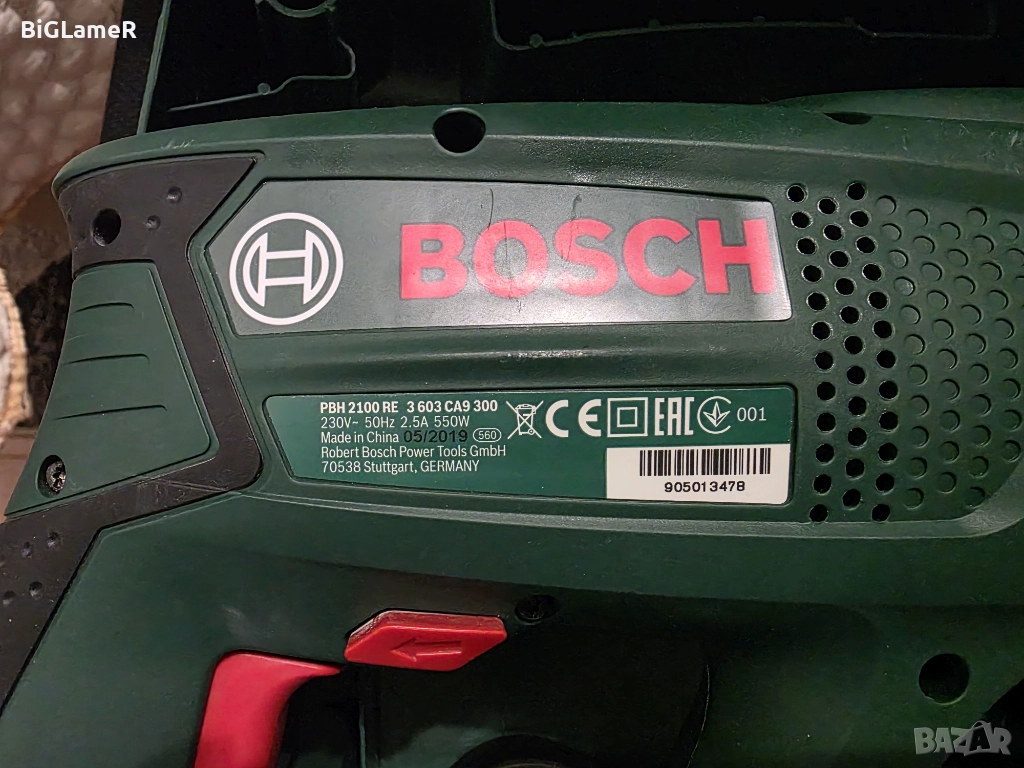 BiGLameR
BOSCH
PBH 2100 RE 3 603 CA9 300
230V~ 50Hz 2.5A 550W
Made in China 05/2019 560
Robert Bosch Power Tools GmbH
70538 Stuttgart, GERMANY
CE EAC 001
905013478
BAZAR